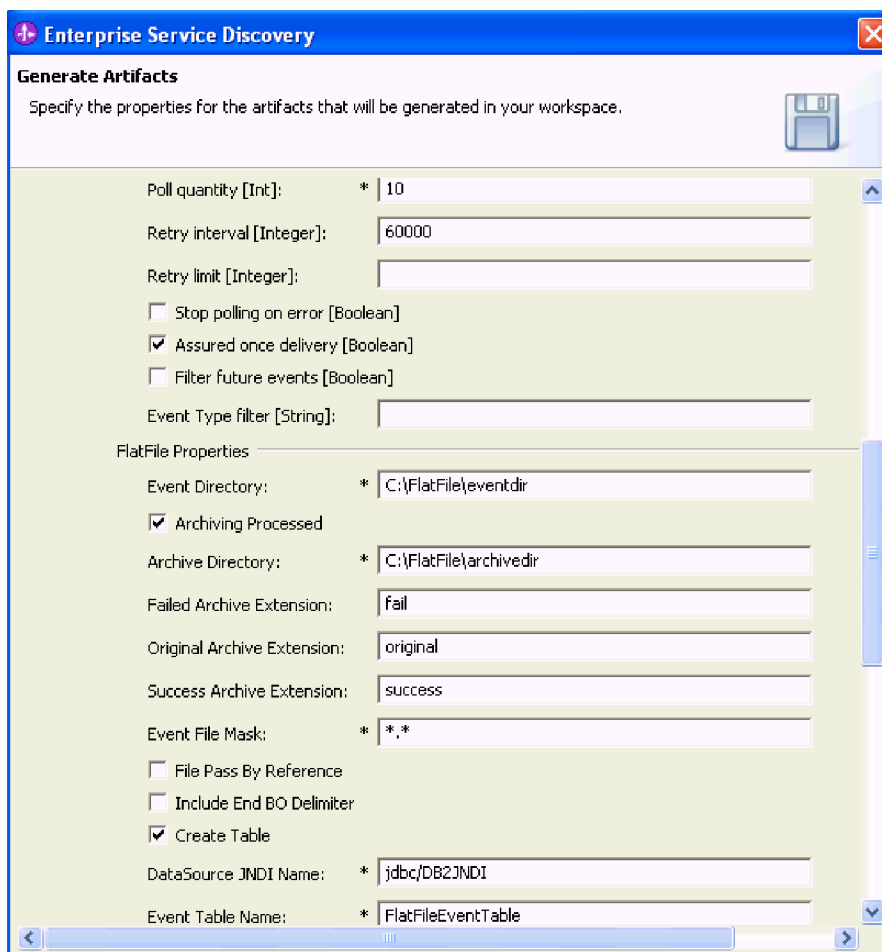 Enterprise Service Discovery
Generate Artifacts
Specify the properties for the artifacts that will be generated in your workspace.
Poll quantity [Int]: * 10
Retry interval [Integer]: 60000
Retry limit [Integer]:
Stop polling on error [Boolean]
Assured once delivery [Boolean]
Filter future events [Boolean]
Event Type filter [String]:
FlatFile Properties
Event Directory: * C:\FlatFile\eventdir
Archiving Processed
Archive Directory: * C:\FlatFile\archivedir
Failed Archive Extension: fail
Original Archive Extension: original
Success Archive Extension: success
Event File Mask: * *.*
File Pass By Reference
Include End BO Delimiter
Create Table
DataSource JNDI Name: * jdbc/DB2JNDI
Event Table Name: * FlatFileEventTable